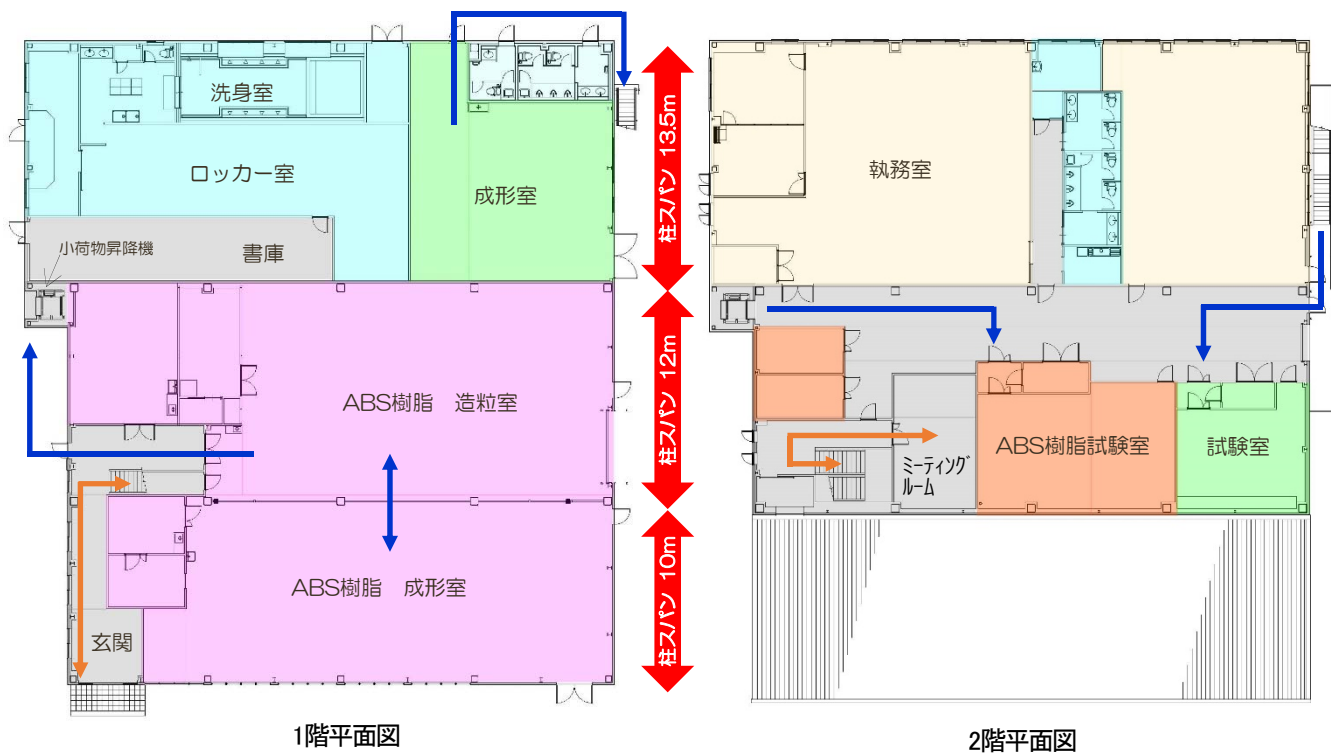 洗身室
ロッカー室
成形室
書庫
小荷物昇降機
ABS樹脂 造粒室
ABS樹脂 成形室
玄関
1階平面図
柱スパン 13.5m
柱スパン 12m
柱スパン 10m
執務室
ミーティング
ルーム
ABS樹脂試験室
試験室
2階平面図